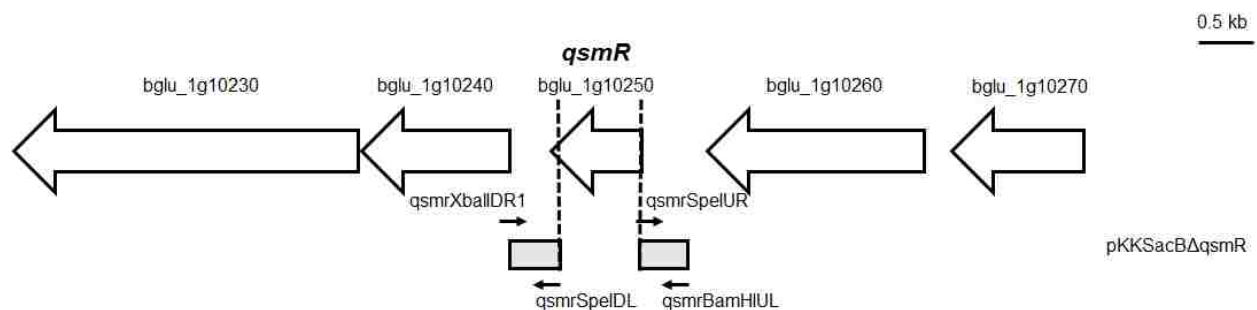 0.5 kb
qsmR
bglu_1g10230 bglu_1g10240 bglu_1g10250 bglu_1g10260 bglu_1g10270
qsmrXbaIIDR1 qsmrSpeIUR
pKKSacBΔqsmR
qsmrSpeIDL qsmrBamHIUL